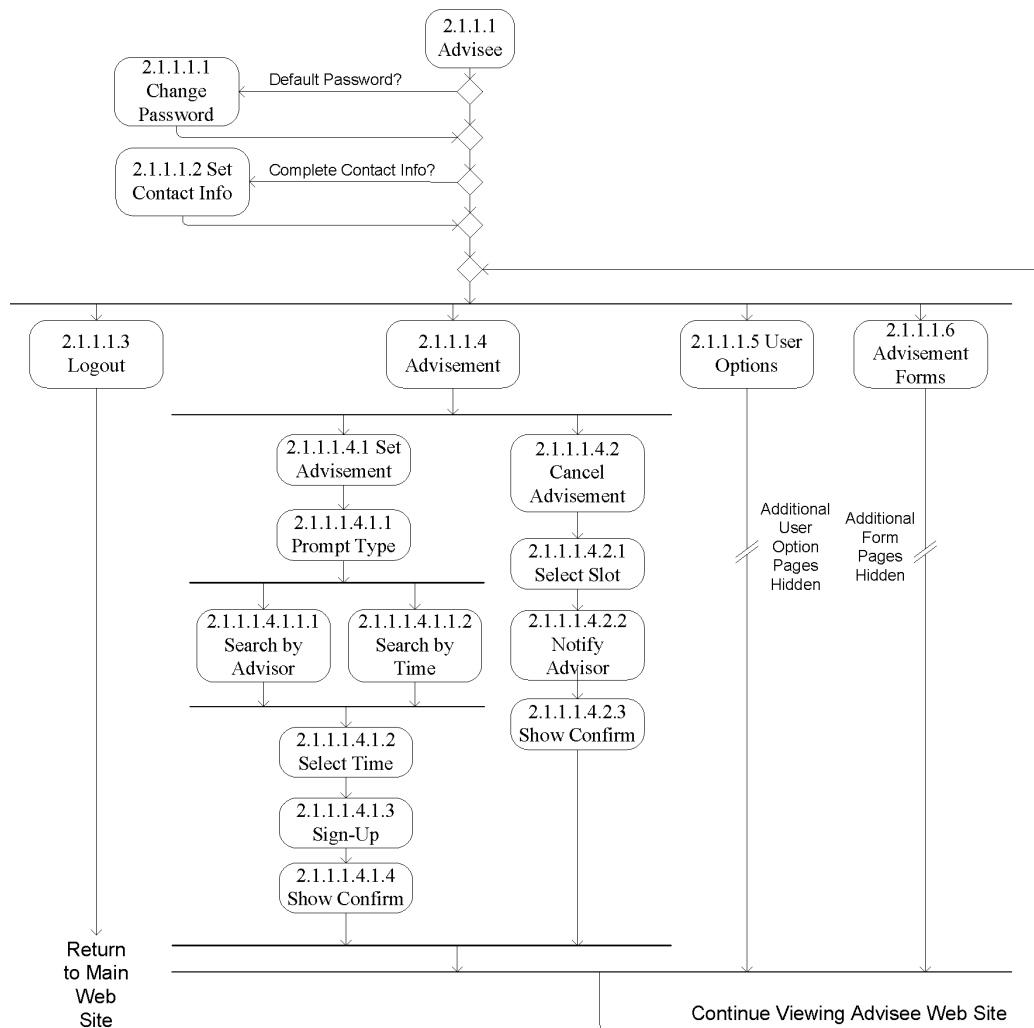 2.1.1.1
Advisee
2.1.1.1.1
Change
Password
Default Password?
2.1.1.1.2 Set
Contact Info
Complete Contact Info?
2.1.1.1.3
Logout
2.1.1.1.4
Advisement
2.1.1.1.5 User
Options
2.1.1.1.6
Advisement
Forms
2.1.1.1.4.1 Set
Advisement
2.1.1.1.4.2
Cancel
Advisement
2.1.1.1.4.1.1
Prompt Type
2.1.1.1.4.2.1
Select Slot
Additional
User
Option
Pages
Hidden
Additional
Form
Pages
Hidden
2.1.1.1.4.1.1.1
Search by
Advisor
2.1.1.1.4.1.1.2
Search by
Time
2.1.1.1.4.2.2
Notify
Advisor
2.1.1.1.4.2.3
Show Confirm
2.1.1.1.4.1.2
Select Time
2.1.1.1.4.1.3
Sign-Up
2.1.1.1.4.1.4
Show Confirm
Return
to Main
Web
Site
Continue Viewing Advisee Web Site